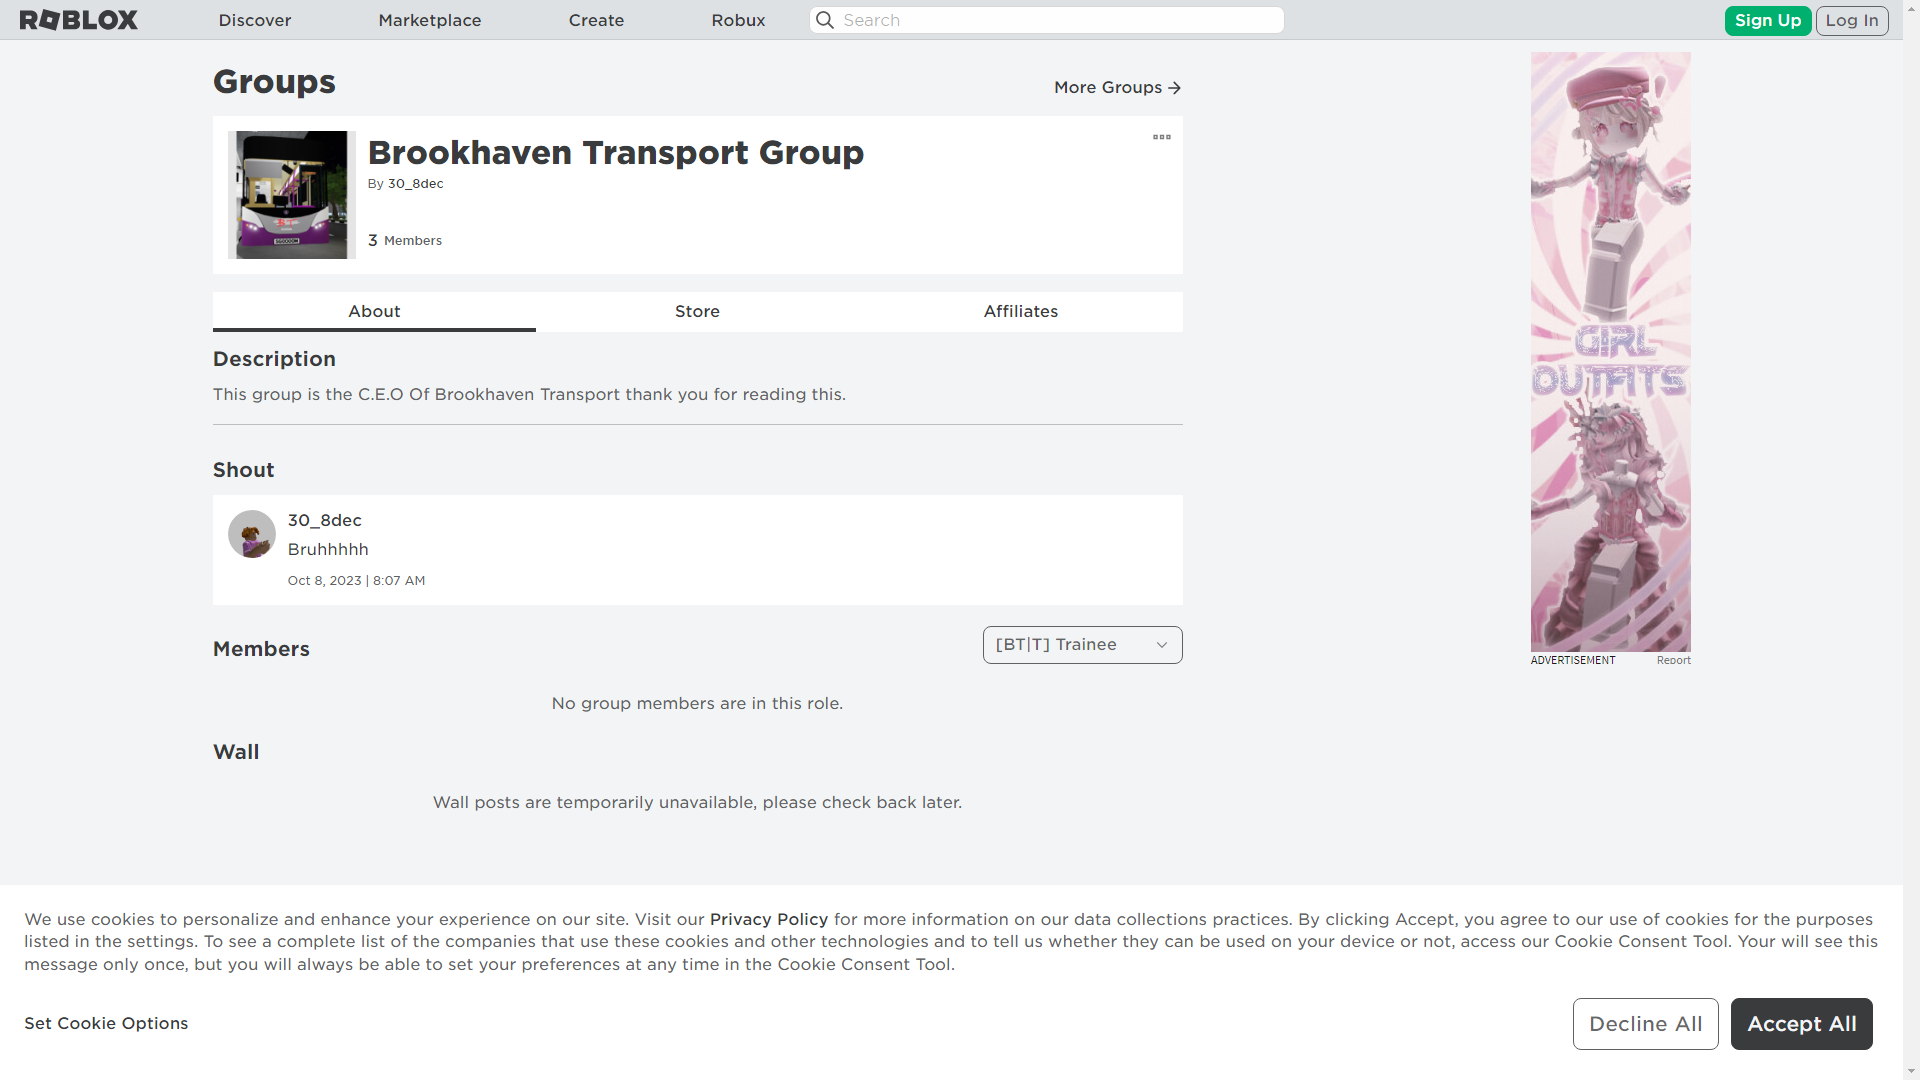 ROBLOX
Discover
Marketplace
Create
Robux
Search
Sign Up
Log In
Groups
More Groups
Brookhaven Transport Group
By 30_8dec
3 Members
About
Store
Affiliates
Description
This group is the C.E.O Of Brookhaven Transport thank you for reading this.
Shout
30_8dec
Bruhhhhh
Oct 8, 2023 | 8:07 AM
Members
[BT|T] Trainee
No group members are in this role.
Wall
Wall posts are temporarily unavailable, please check back later.
GIRL
OUTFITS
ADVERTISEMENT
Report
We use cookies to personalize and enhance your experience on our site. Visit our Privacy Policy for more information on our data collections practices. By clicking Accept, you agree to our use of cookies for the purposes
listed in the settings. To see a complete list of the companies that use these cookies and other technologies and to tell us whether they can be used on your device or not, access our Cookie Consent Tool. Your will see this
message only once, but you will always be able to set your preferences at any time in the Cookie Consent Tool.
Set Cookie Options
Decline All
Accept All